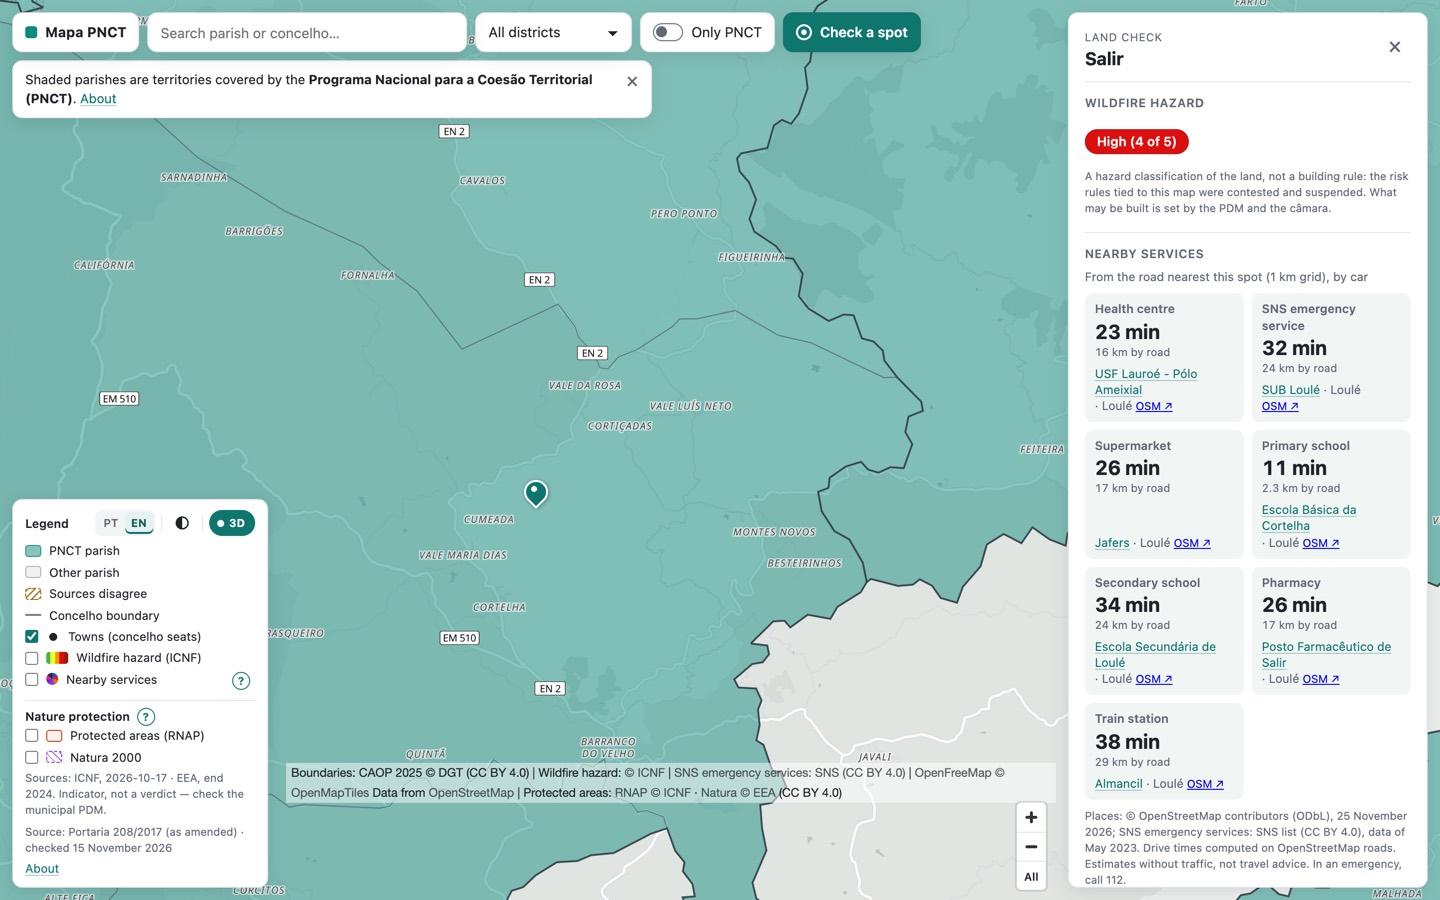 Mapa PNCT
Search parish or concelho...
All districts
Only PNCT
Check a spot
Shaded parishes are territories covered by the Programa Nacional para a Coesão Territorial
(PNCT). About
EN 2
SARNADINHA
CAVALOS
PERO PONTO
BARRIGÕES
FIGUEIRINHA
CALIFÓRNIA
FORNALHA
EN 2
EN 2
VALE DA ROSA
EM 510
VALE LUÍS NETO
CORTIÇADAS
FEITEIRA
CUMEADA
MONTES NOVOS
VALE MARIA DIAS
BESTEIRINHOS
CORTELHA
RASQUEIRO
EM 510
EN 2
BARRANCO
DO VELHO
QUINTÃ
JAVALI
CORCITOS
ALTE FICA
MALHADA
FARTO
Legend
PT
EN
3D
PNCT parish
Other parish
Sources disagree
Concelho boundary
Towns (concelho seats)
Wildfire hazard (ICNF)
Nearby services
?
Nature protection
?
Protected areas (RNAP)
Natura 2000
Sources: ICNF, 2026-10-17 · EEA, end
2024. Indicator, not a verdict — check the
municipal PDM.
Source: Portaria 208/2017 (as amended) ·
checked 15 November 2026
About
Boundaries: CAOP 2025 © DGT (CC BY 4.0) | Wildfire hazard: © ICNF | SNS emergency services: SNS (CC BY 4.0) | OpenFreeMap ©
OpenMapTiles Data from OpenStreetMap | Protected areas: RNAP © ICNF · Natura © EEA (CC BY 4.0)
+
−
All
LAND CHECK
Salir
WILDFIRE HAZARD
High (4 of 5)
A hazard classification of the land, not a building rule: the risk
rules tied to this map were contested and suspended. What
may be built is set by the PDM and the câmara.
NEARBY SERVICES
From the road nearest this spot (1 km grid), by car
Health centre
23 min
16 km by road
USF Lauroé - Pólo
Ameixial
· Loulé OSM ↗
SNS emergency
service
32 min
24 km by road
SUB Loulé · Loulé
OSM ↗
Supermarket
26 min
17 km by road
Jafers · Loulé OSM ↗
Primary school
11 min
2.3 km by road
Escola Básica da
Cortelha
· Loulé OSM ↗
Secondary school
34 min
24 km by road
Escola Secundária de
Loulé
· Loulé OSM ↗
Pharmacy
26 min
17 km by road
Posto Farmacêutico de
Salir
· Loulé OSM ↗
Train station
38 min
29 km by road
Almancil · Loulé OSM ↗
Places: © OpenStreetMap contributors (ODbL), 25 November
2026; SNS emergency services: SNS list (CC BY 4.0), data of
May 2023. Drive times computed on OpenStreetMap roads.
Estimates without traffic, not travel advice. In an emergency,
call 112.